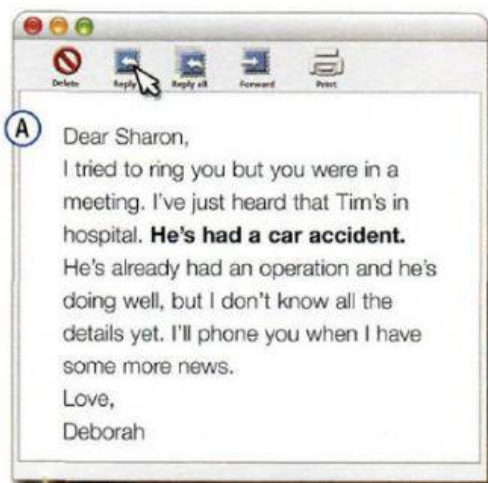 Delete
Reply
Reply all
Forward
Print
A
Dear Sharon,
I tried to ring you but you were in a
meeting. I've just heard that Tim's in
hospital. He's had a car accident.
He's already had an operation and he's
doing well, but I don't know all the
details yet. I'll phone you when I have
some more news.
Love,
Deborah